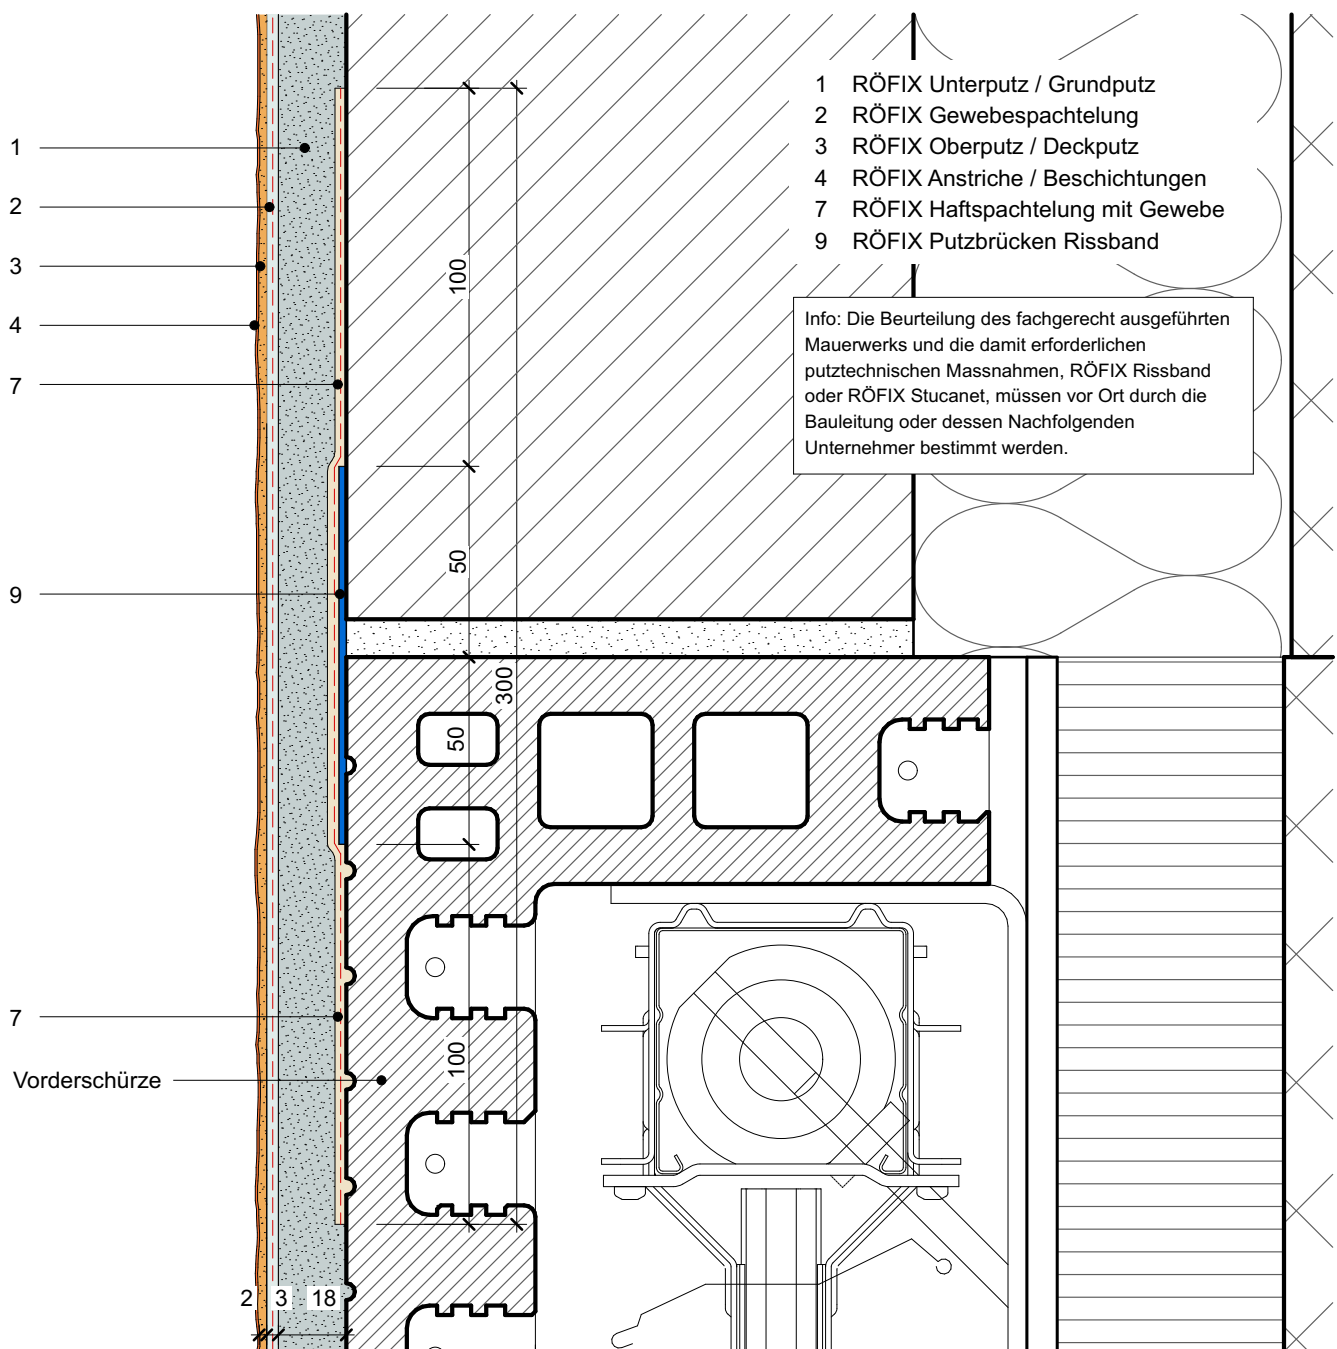 1 RÖFIX Unterputz / Grundputz
2 RÖFIX Gewebespachtelung
3 RÖFIX Oberputz / Deckputz
4 RÖFIX Anstriche / Beschichtungen
7 RÖFIX Haftspachtelung mit Gewebe
9 RÖFIX Putzbrücken Rissband
Info: Die Beurteilung des fachgerecht ausgeführten
Mauerwerks und die damit erforderlichen
putztechnischen Massnahmen, RÖFIX Rissband
oder RÖFIX Stucanet, müssen vor Ort durch die
Bauleitung oder dessen Nachfolgenden
Unternehmer bestimmt werden.
1
2
3
4
7
9
7
Vorderschürze
100
50
300
50
100
2 3 18